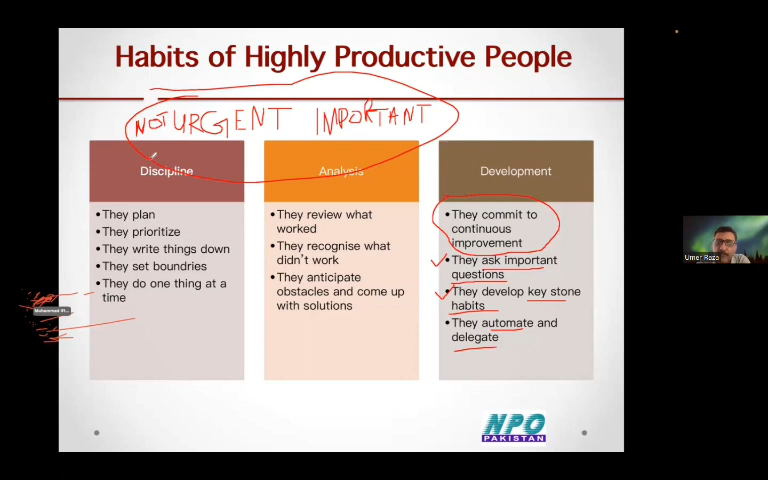 Habits of Highly Productive People
NOT URGENT IMPORTANT
Discipline
• They plan
• They prioritize
• They write things down
• They set boundries
• They do one thing at a
time
Analysis
• They review what
worked
• They recognise what
didn't work
• They anticipate
obstacles and come up
with solutions
Development
• They commit to
continuous
improvement
• They ask important
questions
• They develop key stone
habits
• They automate and
delegate
NPO
PAKISTAN
Umer Raza
Muhammad